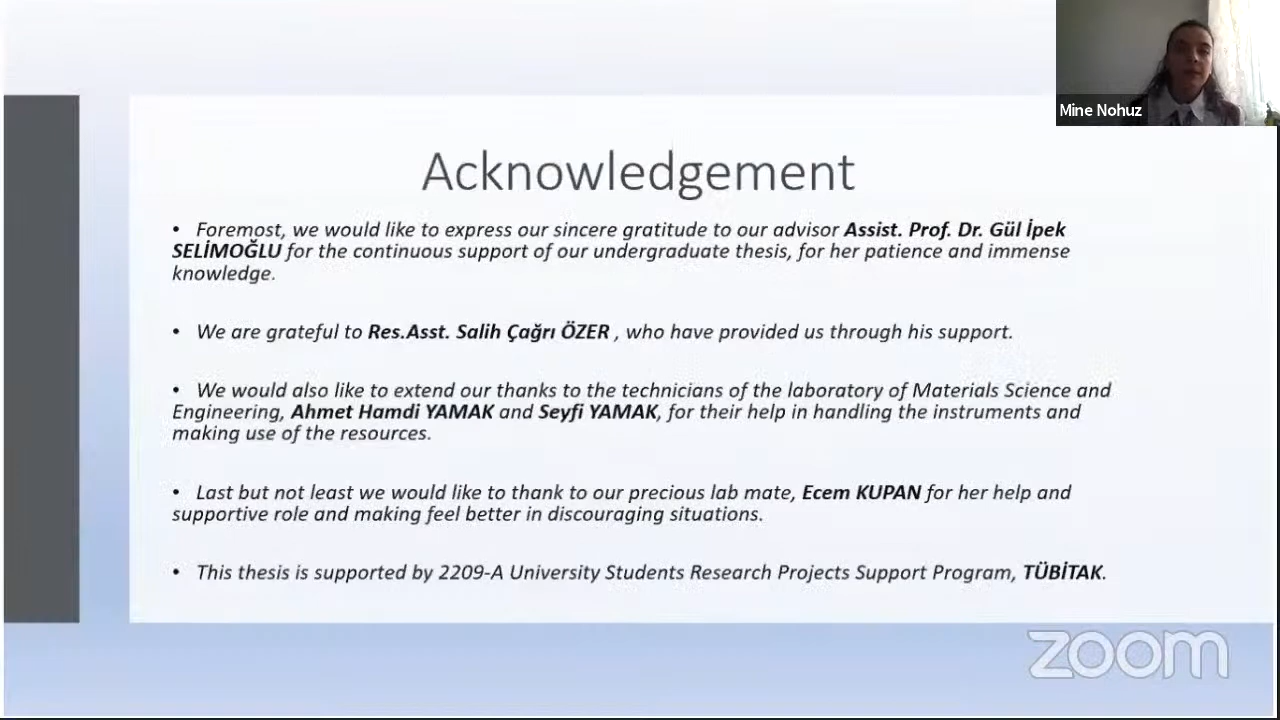 Mine Nohuz
Acknowledgement
• Foremost, we would like to express our sincere gratitude to our advisor Assist. Prof. Dr. Gül İpek
SELİMOĞLU for the continuous support of our undergraduate thesis, for her patience and immense
knowledge.
• We are grateful to Res.Asst. Salih Çağrı ÖZER , who have provided us through his support.
• We would also like to extend our thanks to the technicians of the laboratory of Materials Science and
Engineering, Ahmet Hamdi YAMAK and Seyfi YAMAK, for their help in handling the instruments and
making use of the resources.
• Last but not least we would like to thank to our precious lab mate, Ecem KUPAN for her help and
supportive role and making feel better in discouraging situations.
• This thesis is supported by 2209-A University Students Research Projects Support Program, TÜBİTAK.
zoom